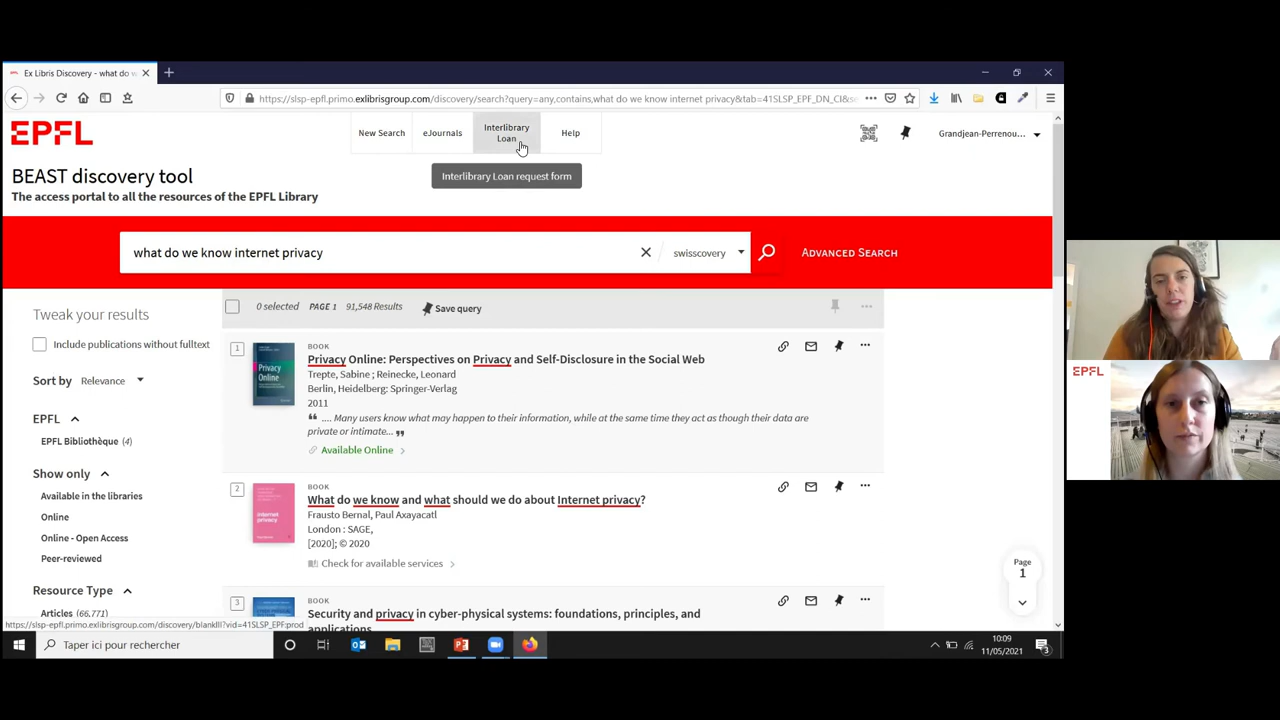 Ex Libris Discovery - what do w
https://slsp-epfl.primo.exlibrisgroup.com/discovery/search?query=any,contains,what do we know internet privacy&tab=41SLSP_EPF_DN_CI&s
EPFL
New Search
eJournals
Interlibrary
Loan
Help
Grandjean-Perrenou...
Interlibrary Loan request form
BEAST discovery tool
The access portal to all the resources of the EPFL Library
what do we know internet privacy
swisscovery
ADVANCED SEARCH
Tweak your results
Include publications without fulltext
Sort by Relevance
EPFL
EPFL Bibliothèque (4)
Show only
Available in the libraries
Online
Online - Open Access
Peer-reviewed
Resource Type
Articles (66,771)
0 selected PAGE 1 91,548 Results Save query
1
BOOK
Privacy Online
Privacy Online: Perspectives on Privacy and Self-Disclosure in the Social Web
Trepte, Sabine ; Reinecke, Leonard
Berlin, Heidelberg: Springer-Verlag
2011
“ .... Many users know what may happen to their information, while at the same time they act as though their data are
private or intimate... ”
Available Online
2
BOOK
internet privacy
What do we know and what should we do about Internet privacy?
Frausto Bernal, Paul Axayacatl
London : SAGE,
[2020]; © 2020
Check for available services
3
BOOK
Security and privacy in cyber-physical systems: foundations, principles, and
applications
Page
1
https://slsp-epfl.primo.exlibrisgroup.com/discovery/blankIll?vid=41SLSP_EPF:prod
Taper ici pour rechercher
10:09
11/05/2021
3
EPFL